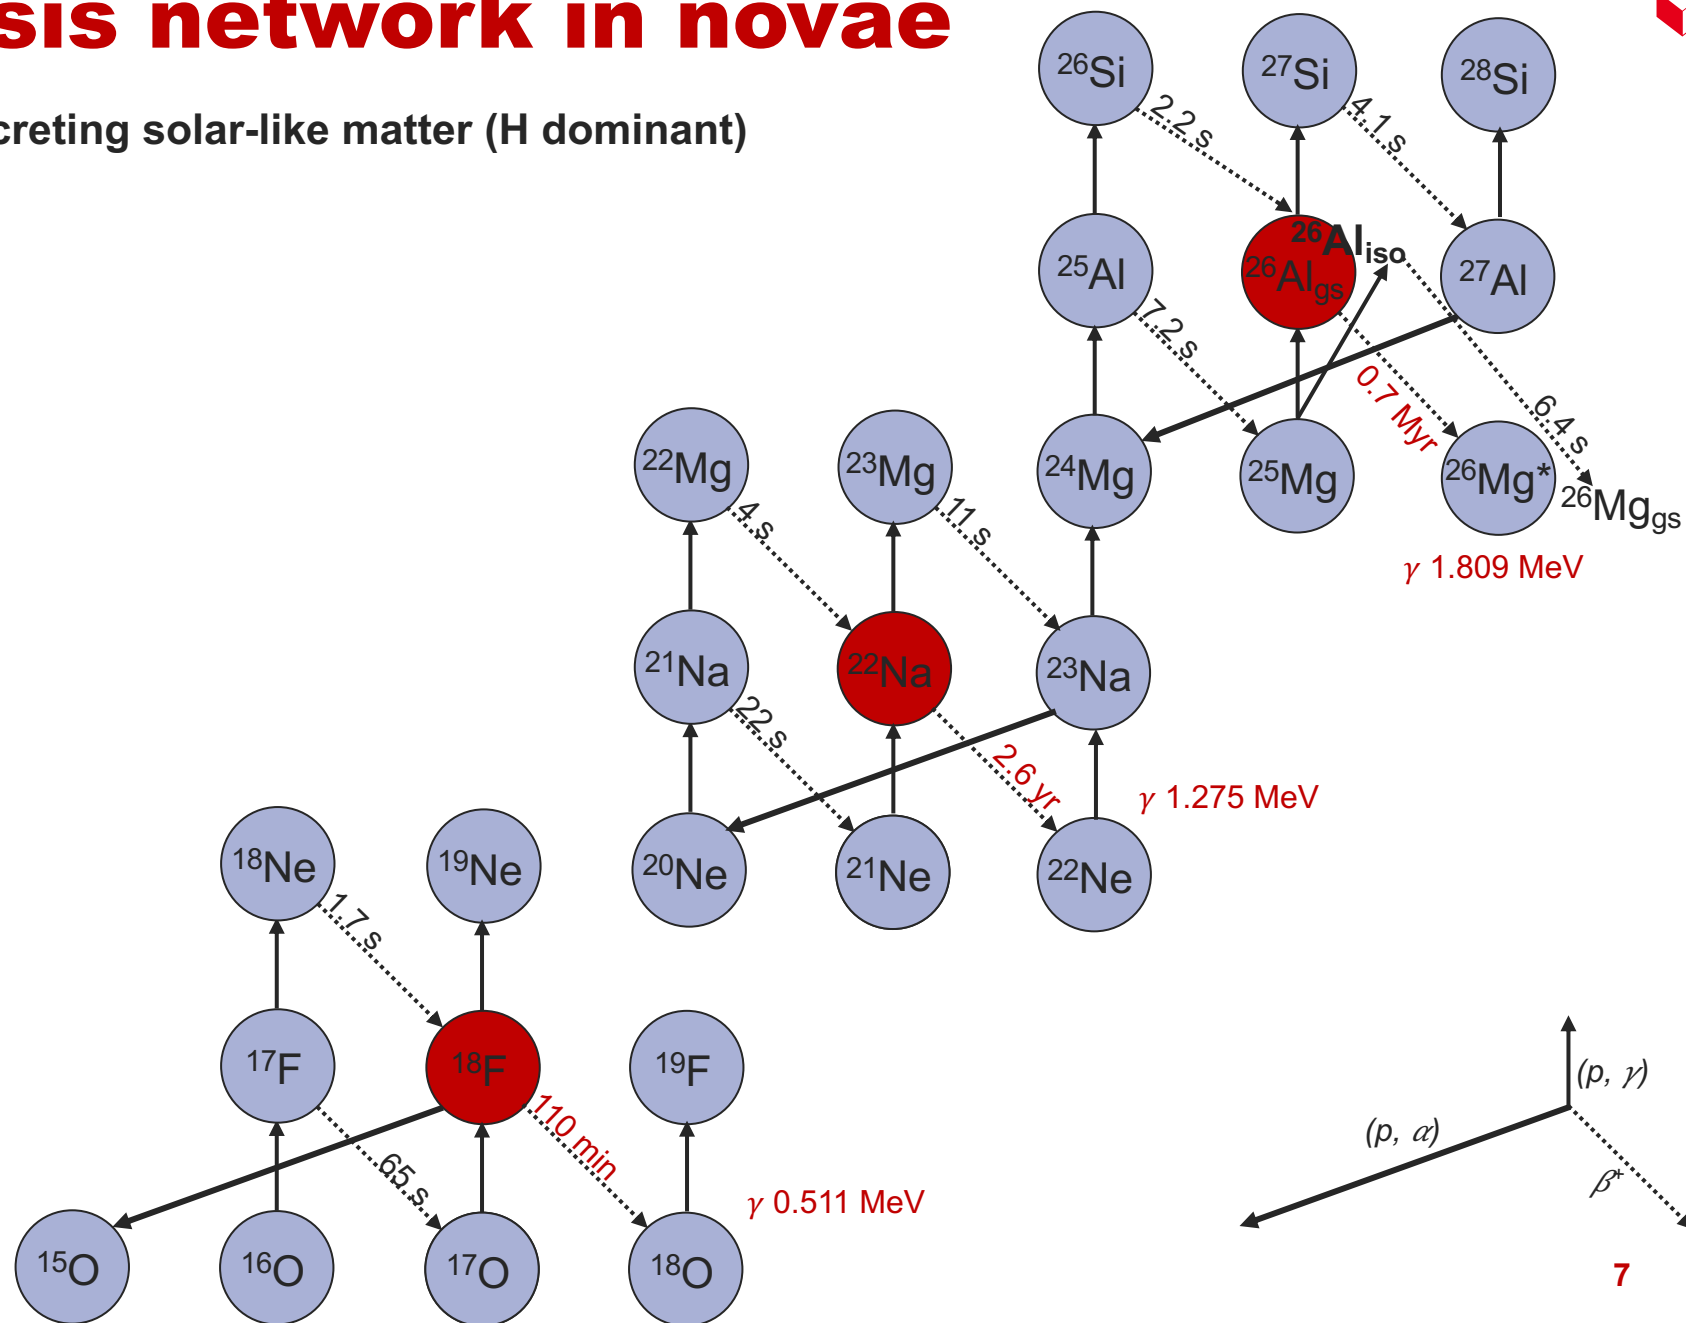 sis network in novae
creting solar-like matter (H dominant)
²⁶Si
²⁷Si
²⁸Si
2.2 s
4.1 s
²⁵Al
²⁶Al_gs
²⁶Al_iso
²⁷Al
7.2 s
0.7 Myr
6.4 s
²²Mg
²³Mg
²⁴Mg
²⁵Mg
²⁶Mg*
²⁶Mg_gs
4 s
11 s
γ 1.809 MeV
²¹Na
²²Na
²³Na
22 s
2.6 yr
γ 1.275 MeV
²⁰Ne
²¹Ne
²²Ne
¹⁸Ne
¹⁹Ne
1.7 s
¹⁷F
¹⁸F
¹⁹F
65 s
110 min
γ 0.511 MeV
¹⁵O
¹⁶O
¹⁷O
¹⁸O
(p, γ)
(p, α)
β⁺
7